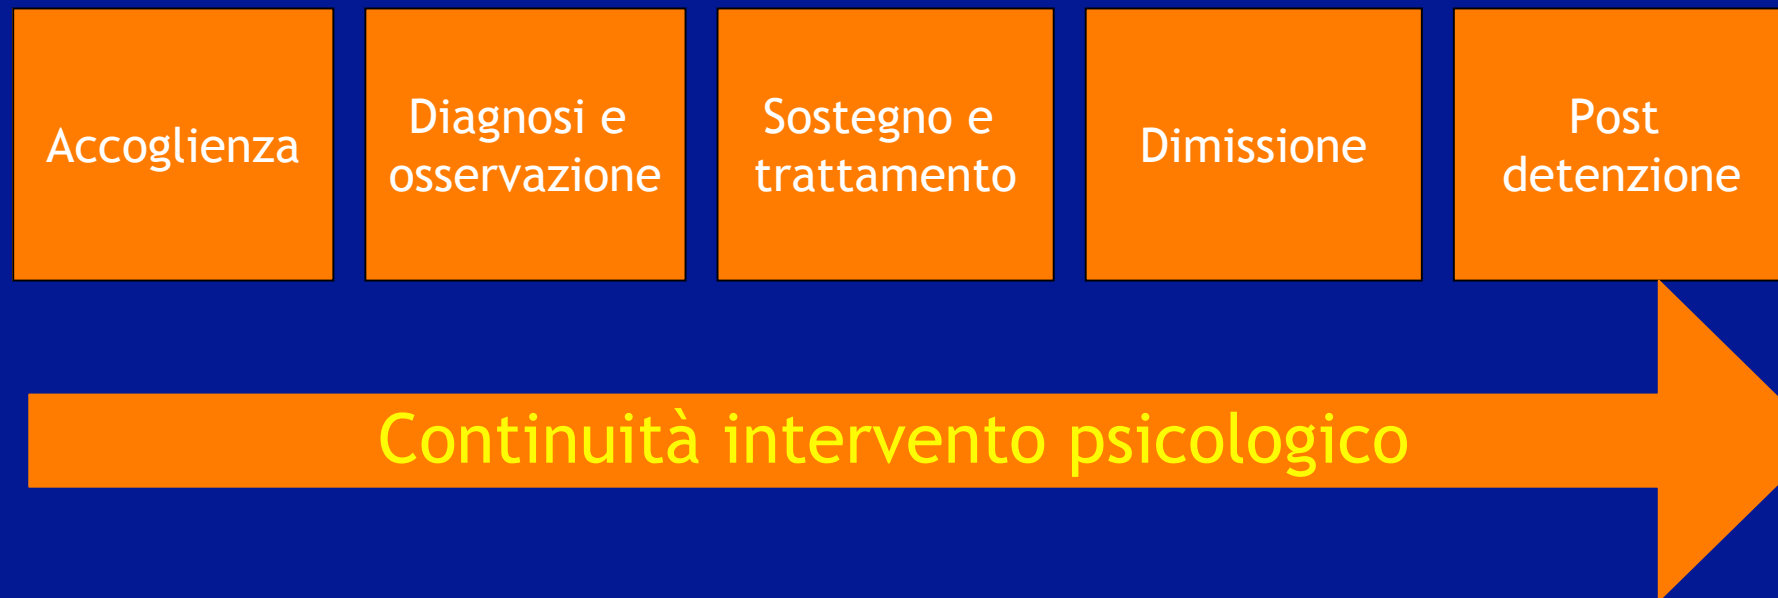 Accoglienza
Diagnosi e
osservazione
Sostegno e
trattamento
Dimissione
Post
detenzione
Continuità intervento psicologico